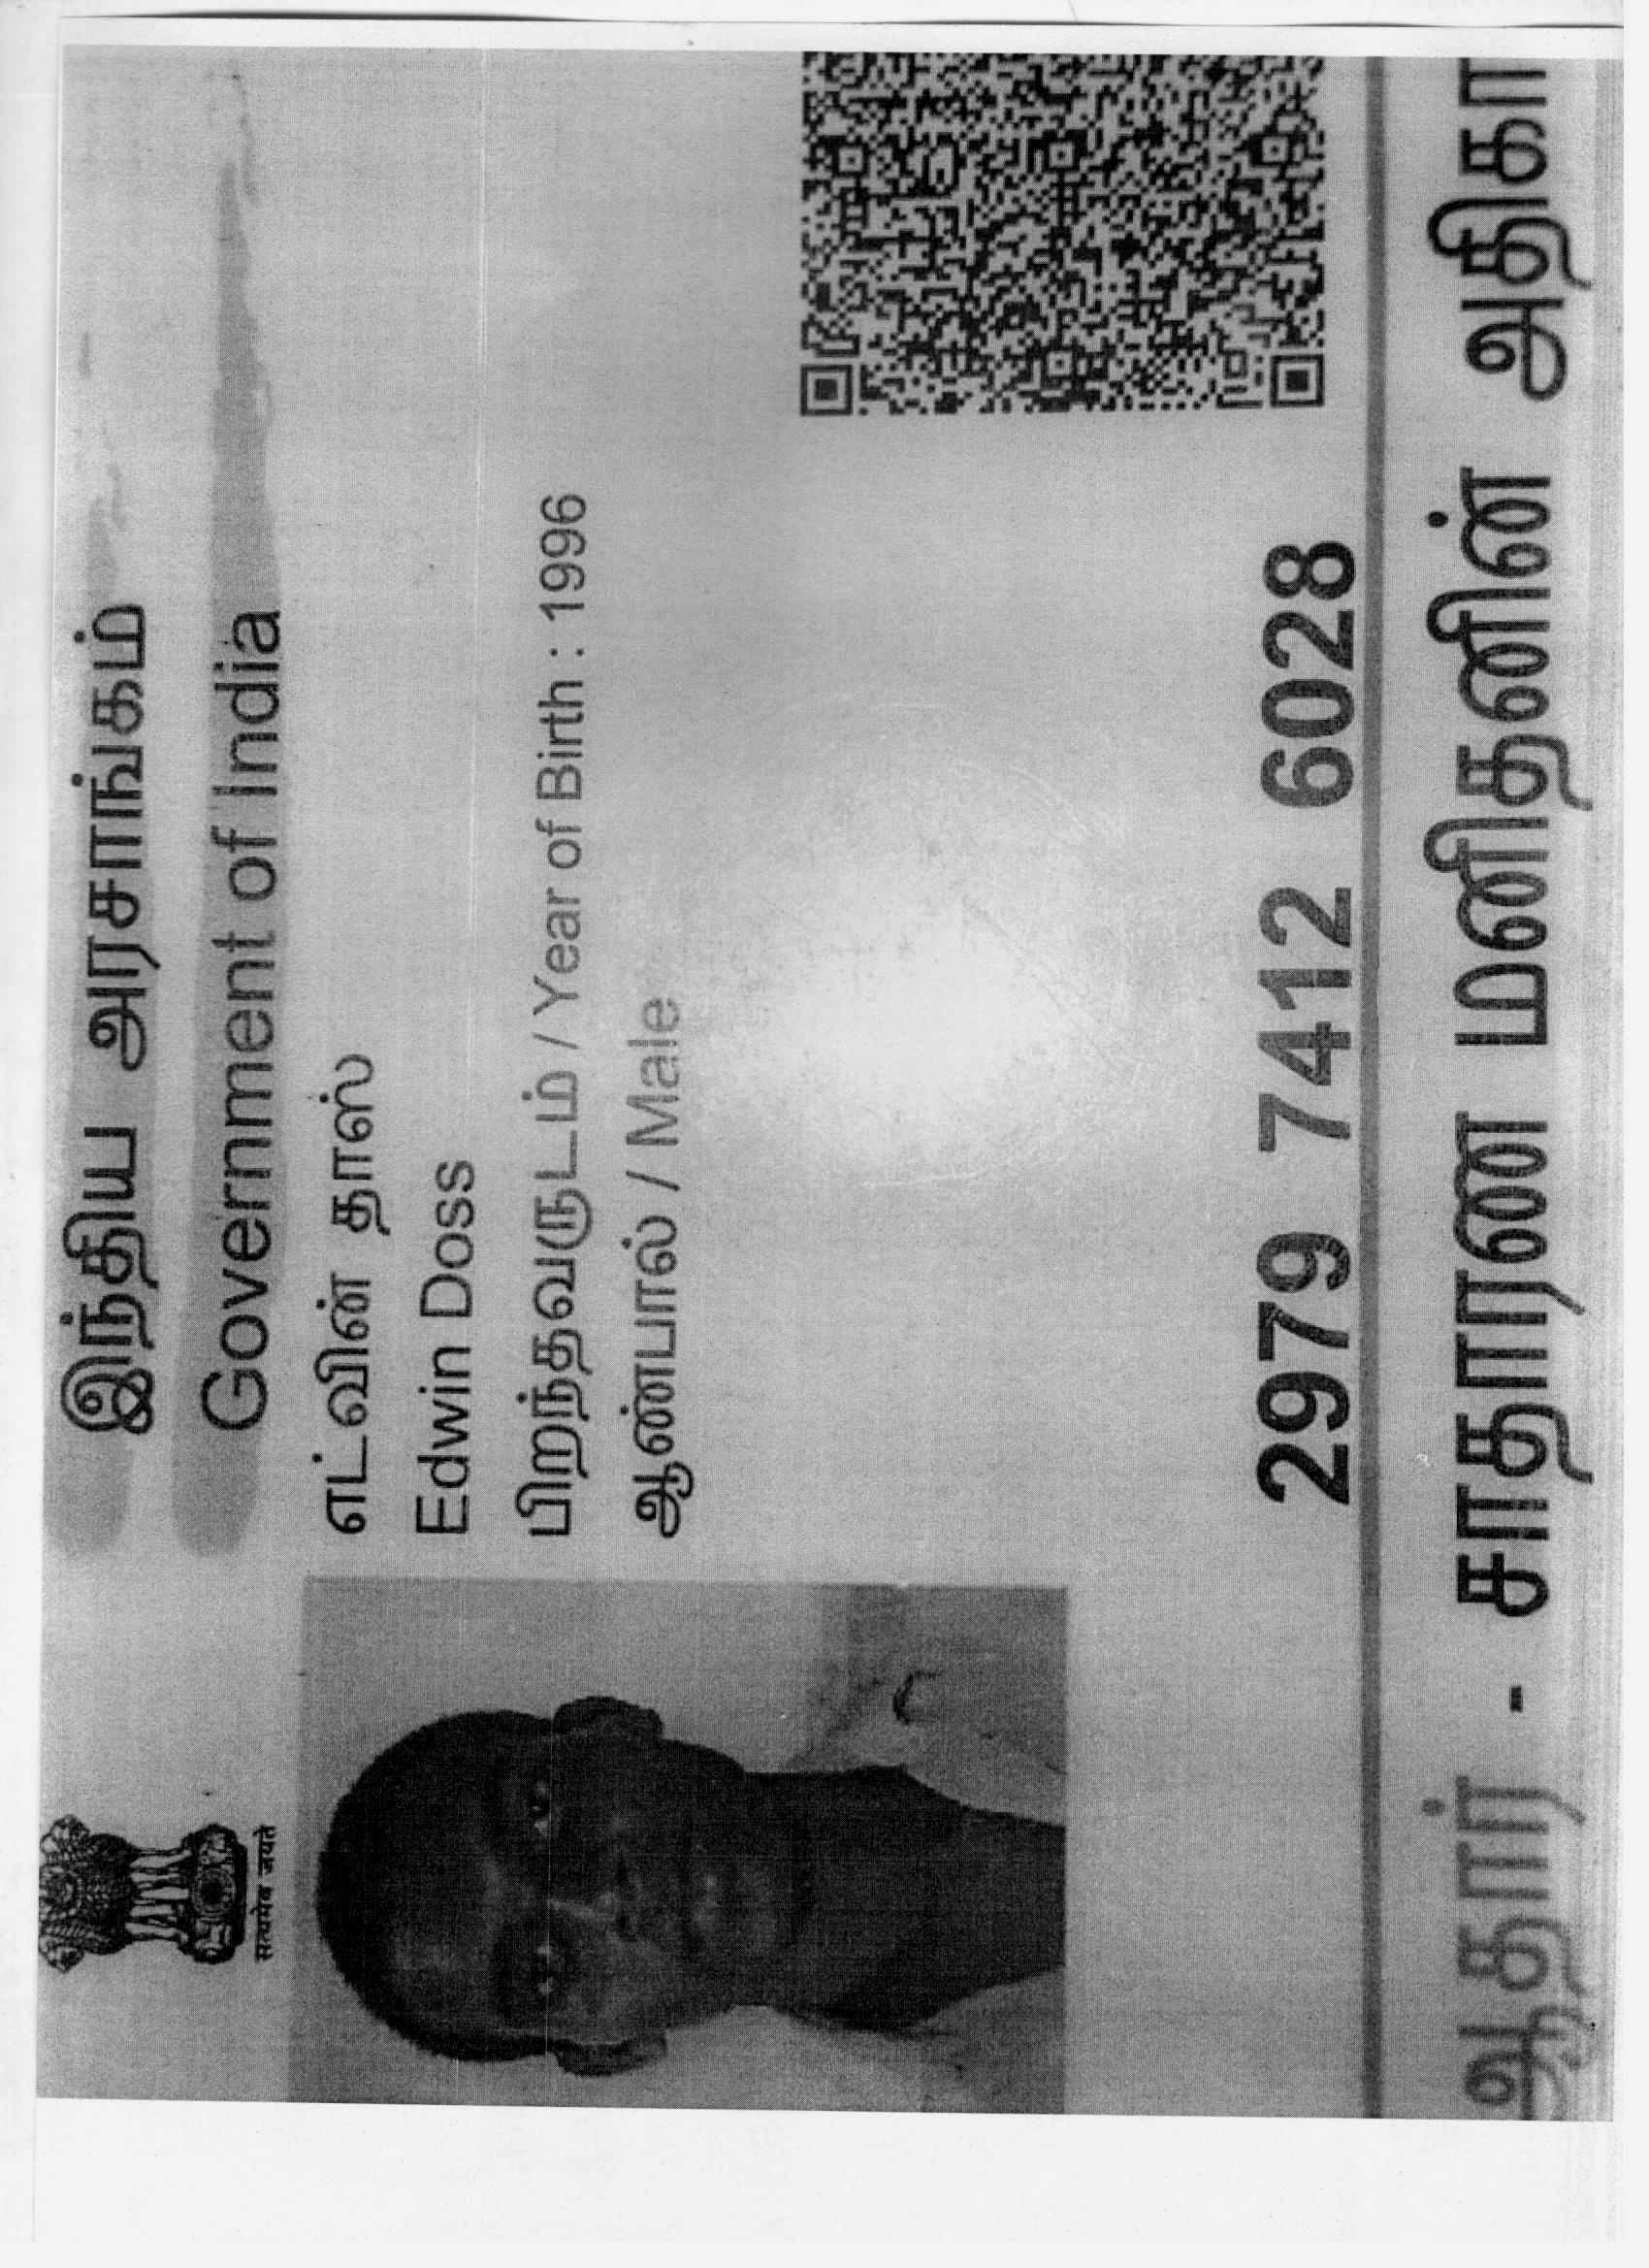 இந்திய அரசாங்கம்
Government of India
सत्यमेव जयते
எட்வின் தாஸ்
Edwin Doss
பிறந்தவருடம் / Year of Birth : 1996
ஆண்பால் / Male
2979 7412 6028
ஆதார் - சாதாரண மனிதனின்